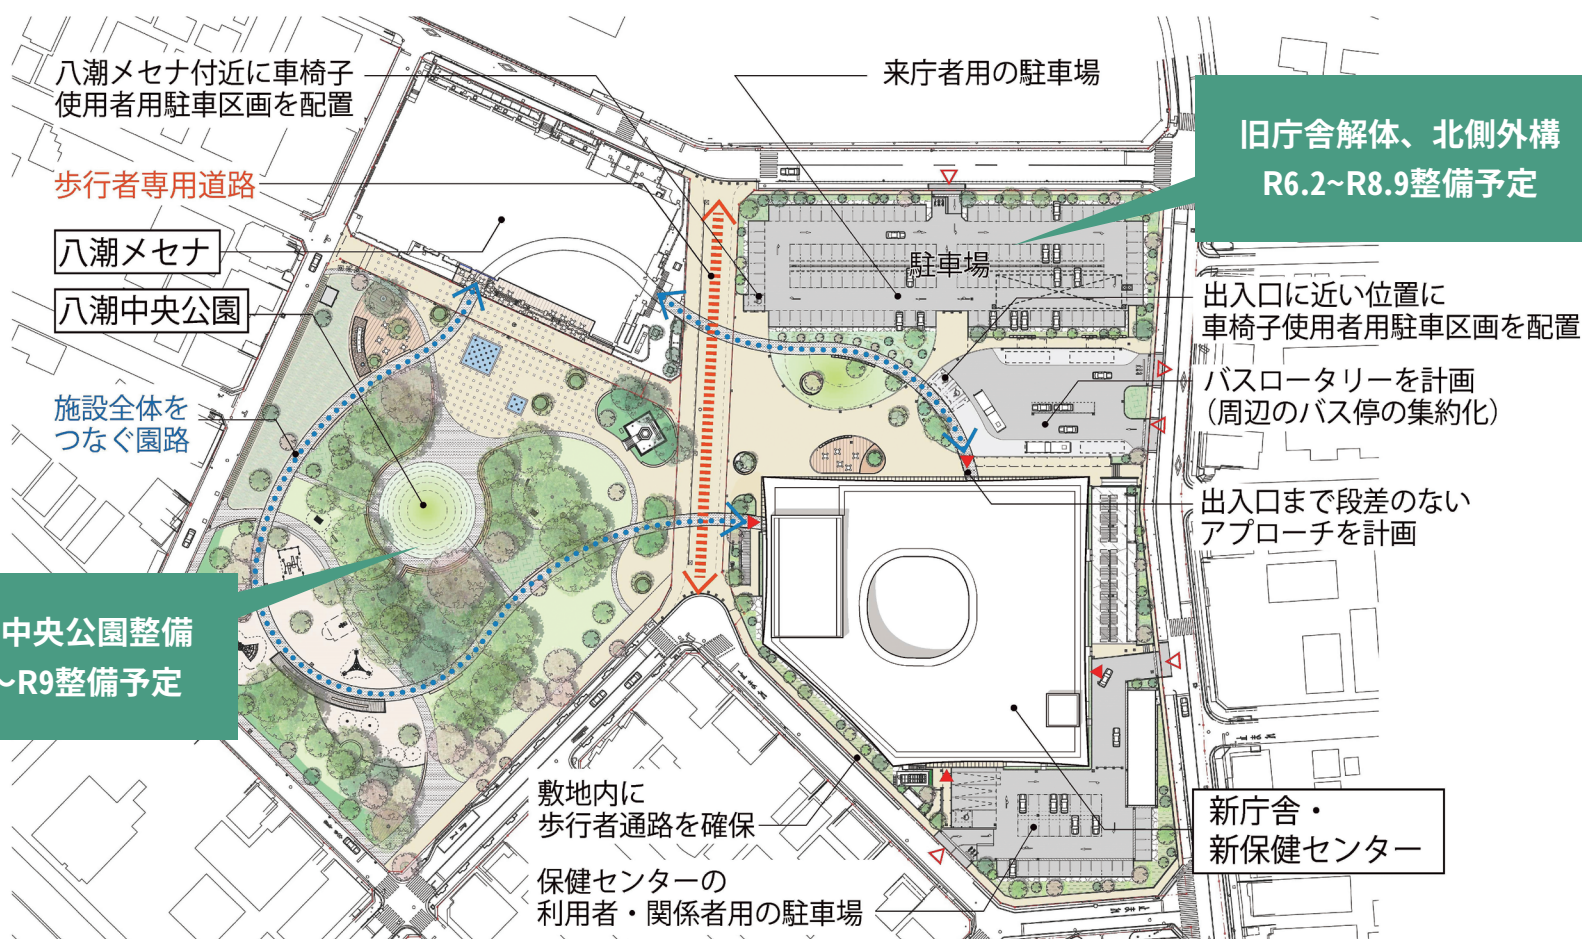 八潮メセナ付近に車椅子
使用者用駐車区画を配置
来庁者用の駐車場
旧庁舎解体、北側外構
R6.2~R8.9整備予定
歩行者専用道路
八潮メセナ
駐車場
八潮中央公園
出入口に近い位置に
車椅子使用者用駐車区画を配置
バスロータリーを計画
（周辺のバス停の集約化）
施設全体を
つなぐ園路
出入口まで段差のない
アプローチを計画
中央公園整備
~R9整備予定
敷地内に
歩行者通路を確保
新庁舎・
新保健センター
保健センターの
利用者・関係者用の駐車場